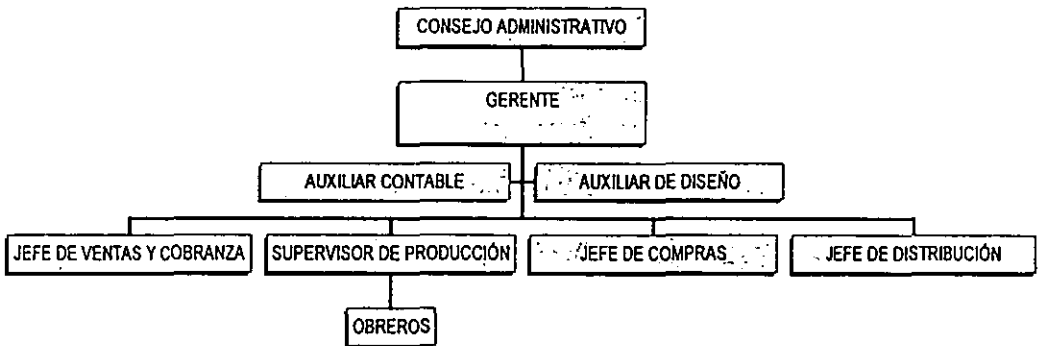 CONSEJO ADMINISTRATIVO
GERENTE
AUXILIAR CONTABLE
AUXILIAR DE DISEÑO
JEFE DE VENTAS Y COBRANZA
SUPERVISOR DE PRODUCCIÓN
JEFE DE COMPRAS
JEFE DE DISTRIBUCIÓN
OBREROS